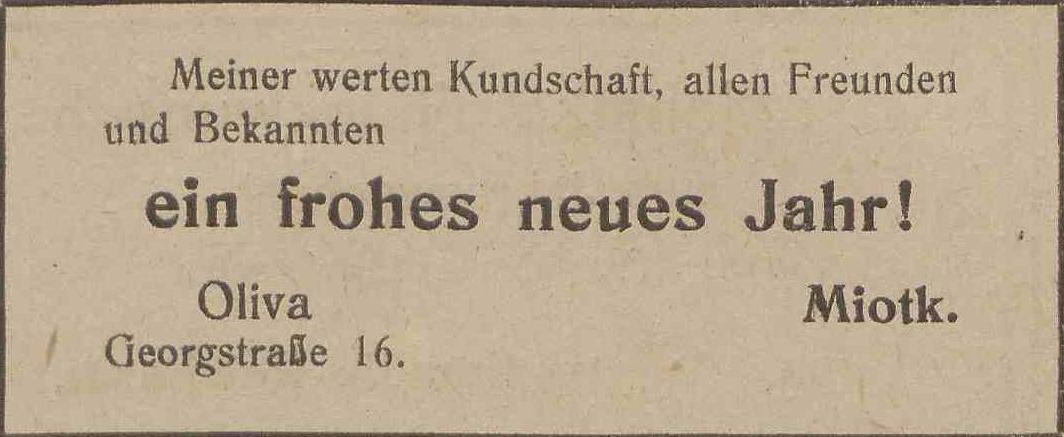 Meiner werten Kundschaft, allen Freunden
und Bekannten
ein frohes neues Jahr!
Oliva Miotk.
Georgstraße 16.